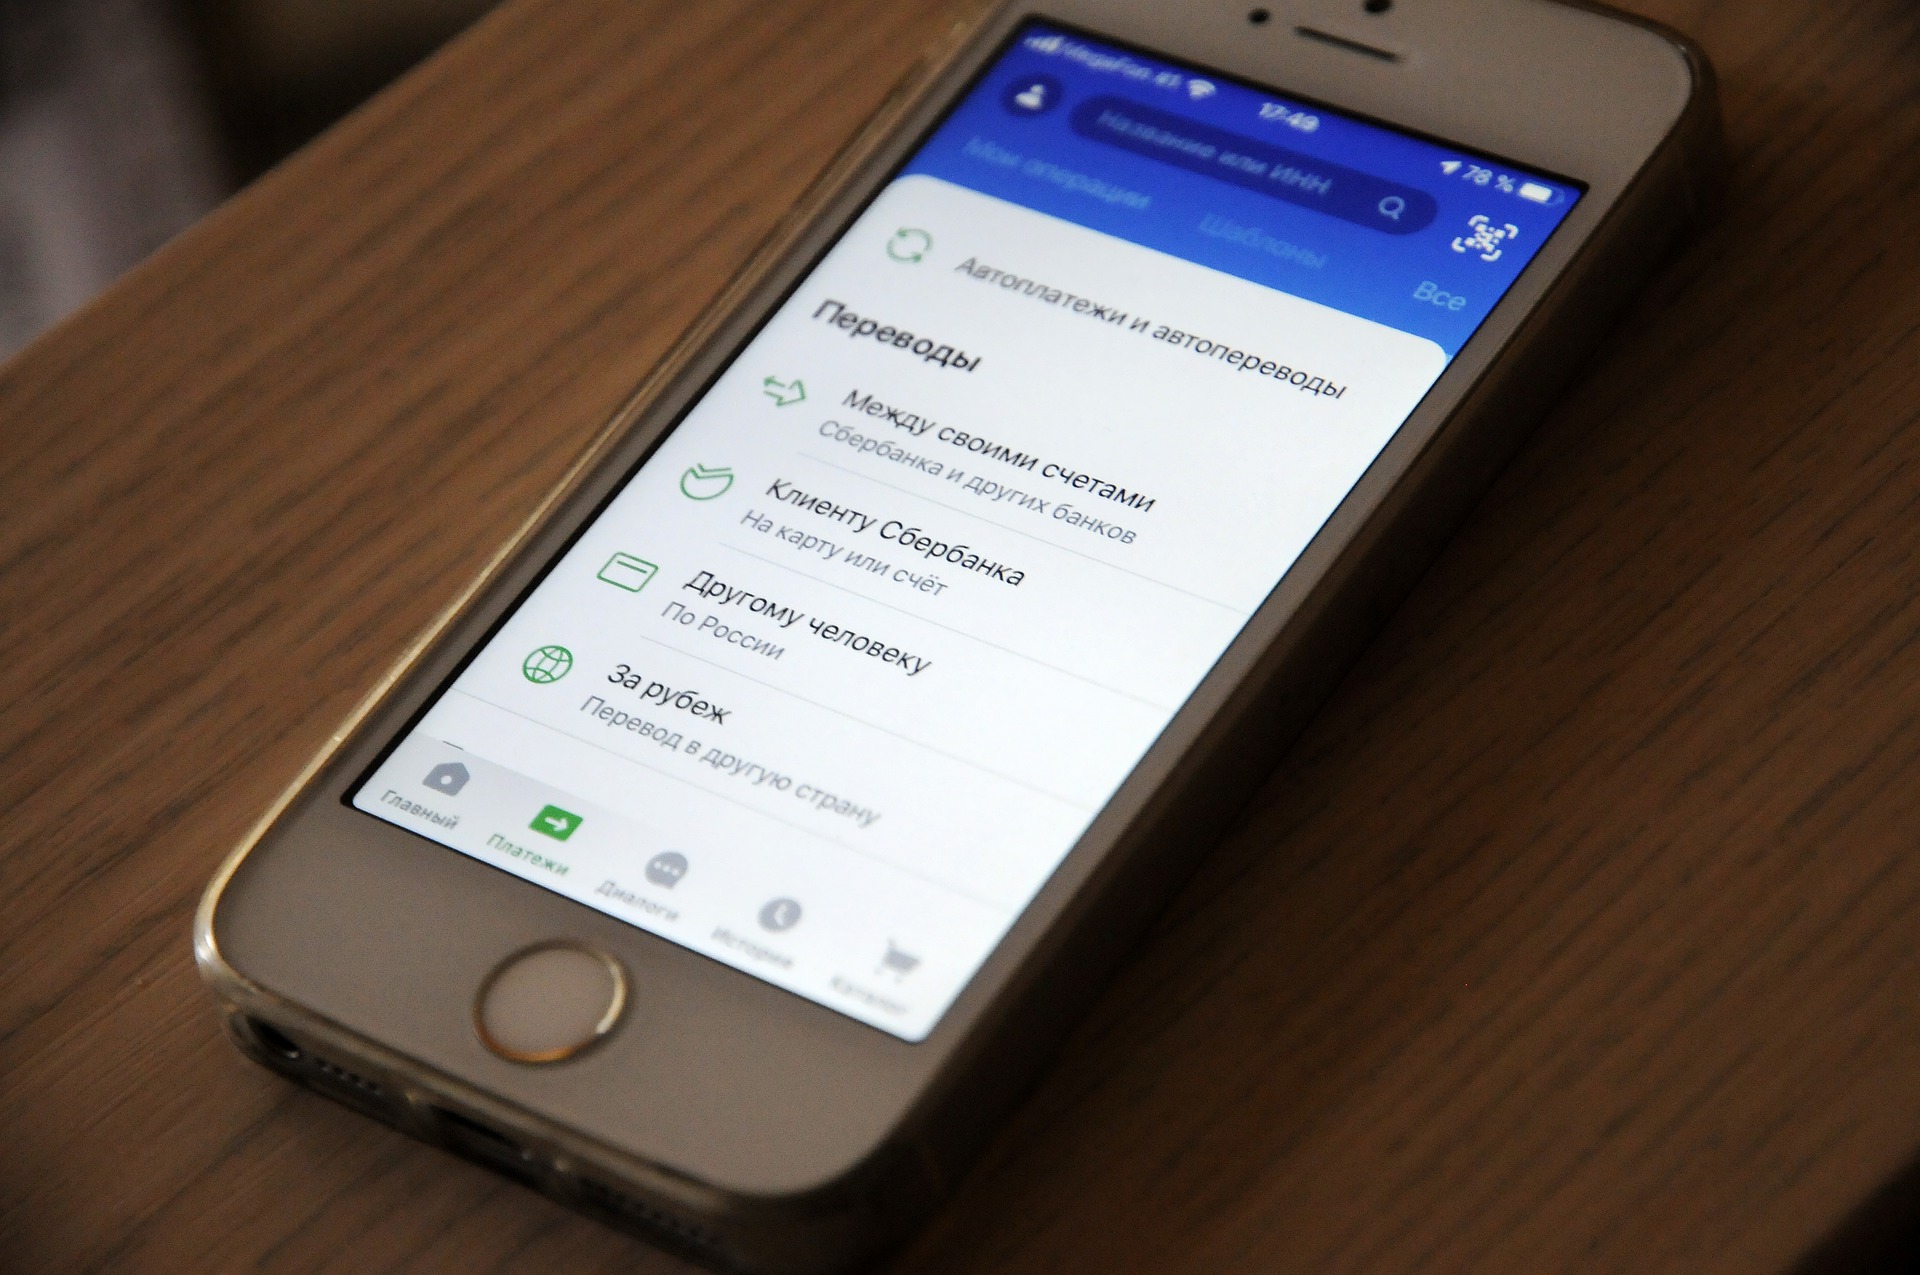 MegaFon #1 17:49 78 %
Название или ИНН
Мои операции Шаблоны Все
Автоплатежи и автопереводы
Переводы
Между своими счетами
Сбербанка и других банков
Клиенту Сбербанка
На карту или счёт
Другому человеку
По России
За рубеж
Перевод в другую страну
Главный Платежи Диалоги История Каталог